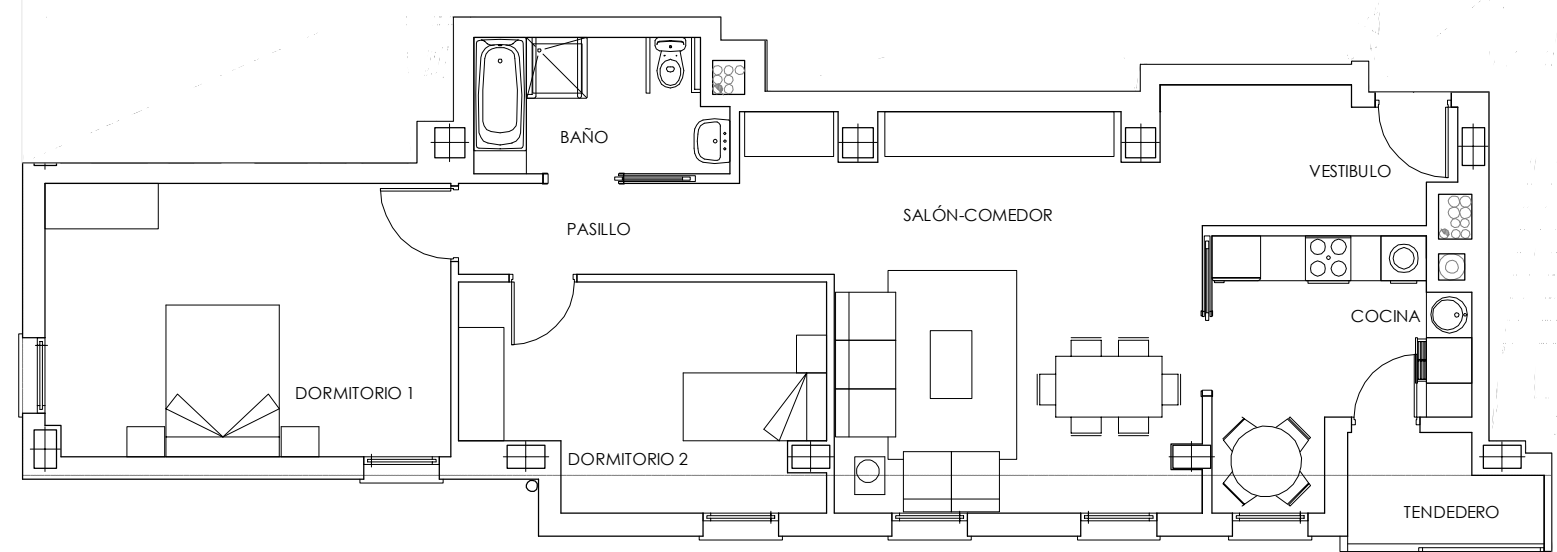 BAÑO
VESTIBULO
SALÓN-COMEDOR
PASILLO
COCINA
DORMITORIO 1
DORMITORIO 2
TENDEDERO